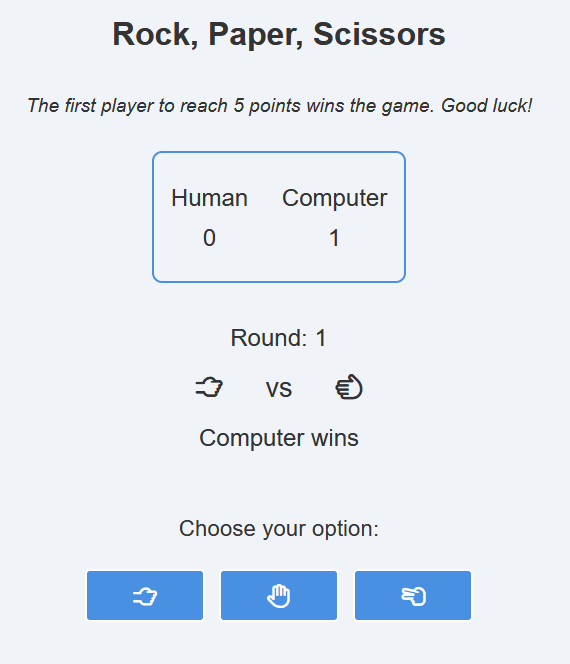 Rock, Paper, Scissors
The first player to reach 5 points wins the game. Good luck!
Human Computer
0 1
Round: 1
vs
Computer wins
Choose your option: